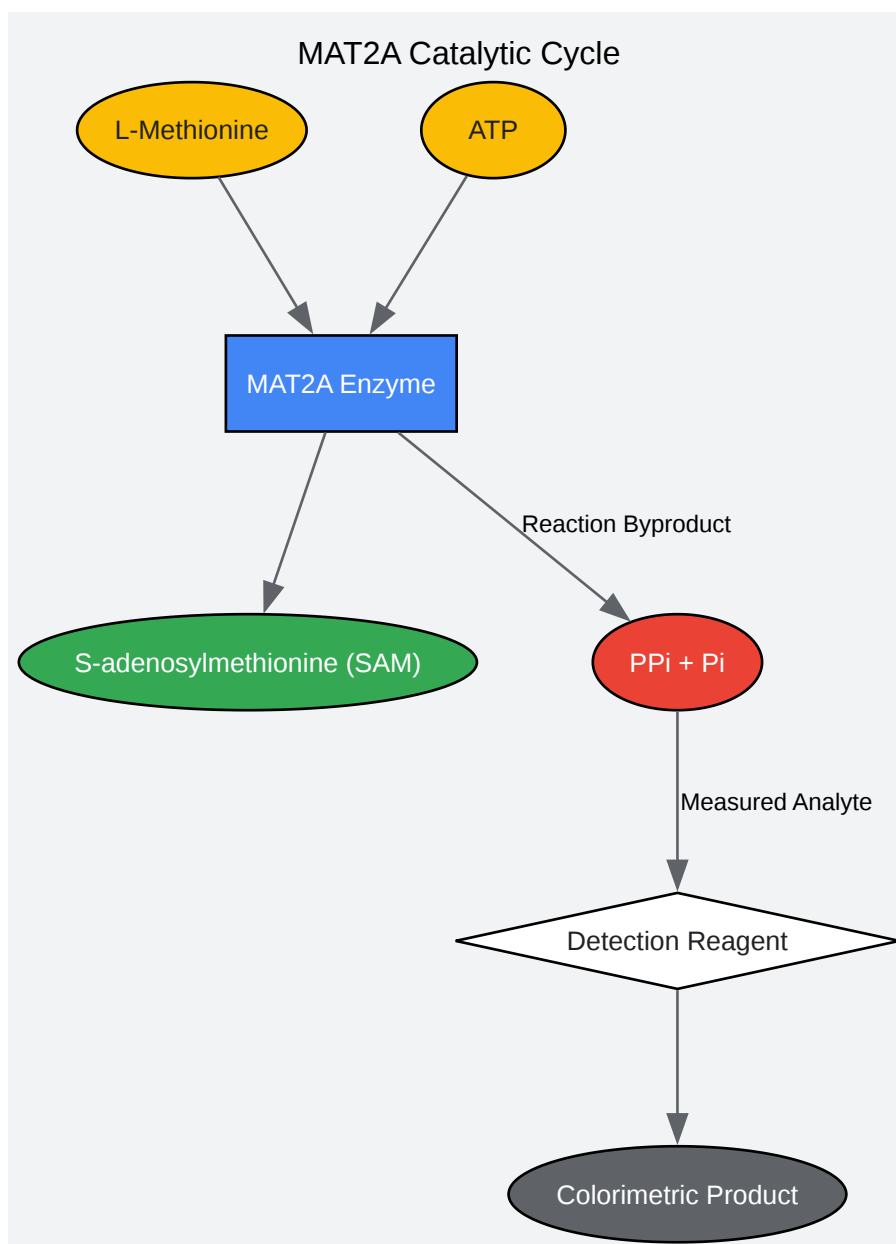 MAT2A Catalytic Cycle
L-Methionine
ATP
MAT2A Enzyme
Reaction Byproduct
S-adenosylmethionine (SAM)
PPi + Pi
Measured Analyte
Detection Reagent
Colorimetric Product